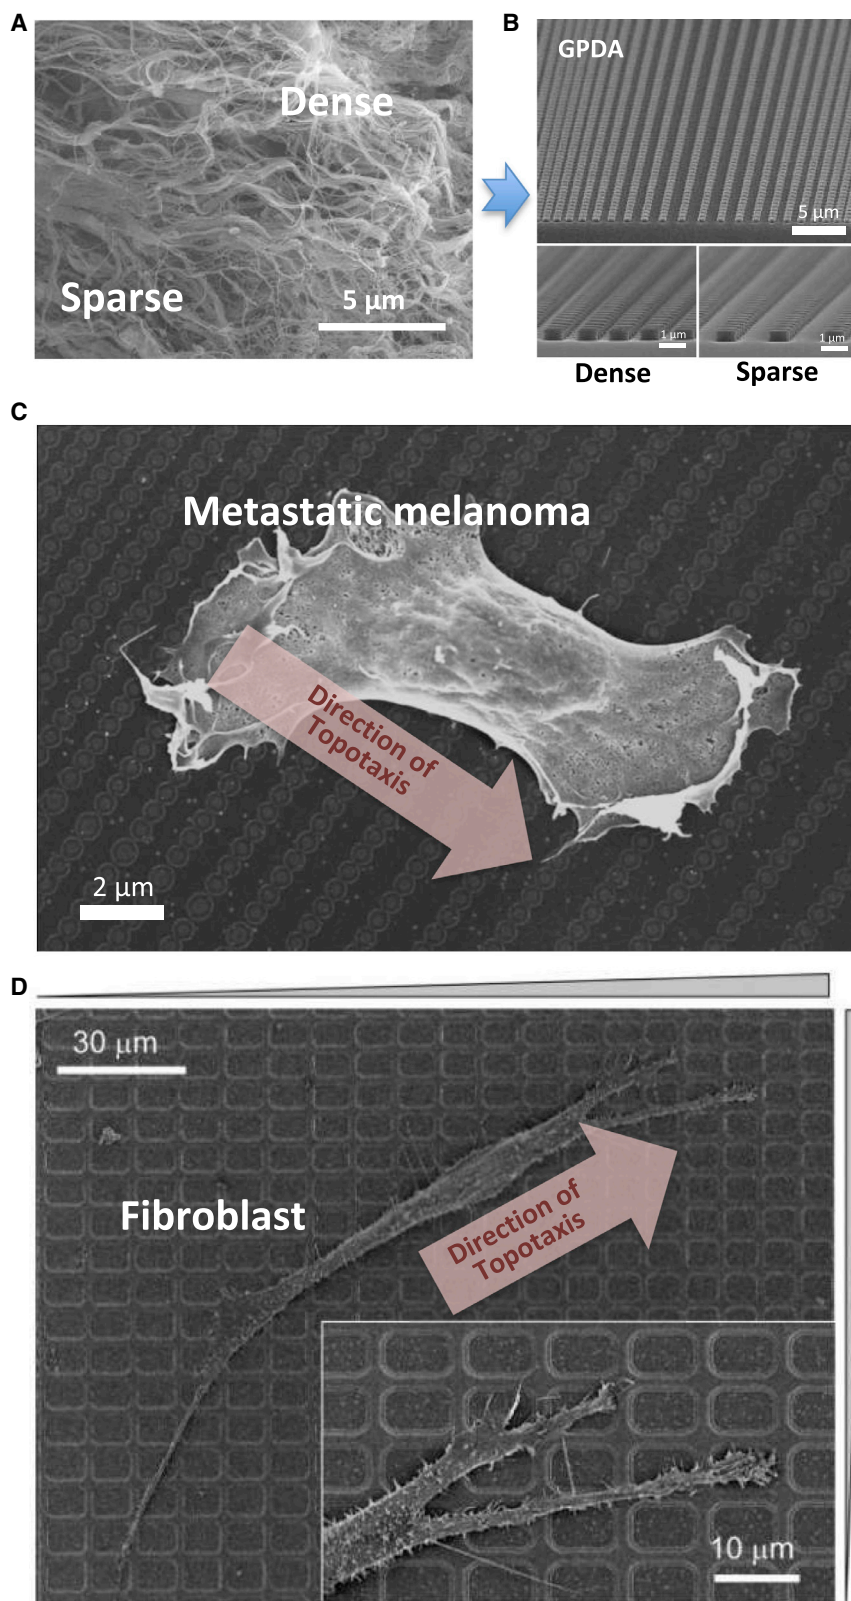 A
Dense
Sparse
5 μm
B
GPDA
5 μm
1 μm
1 μm
Dense
Sparse
C
Metastatic melanoma
Direction of
Topotaxis
2 μm
D
30 μm
Fibroblast
Direction of
Topotaxis
10 μm